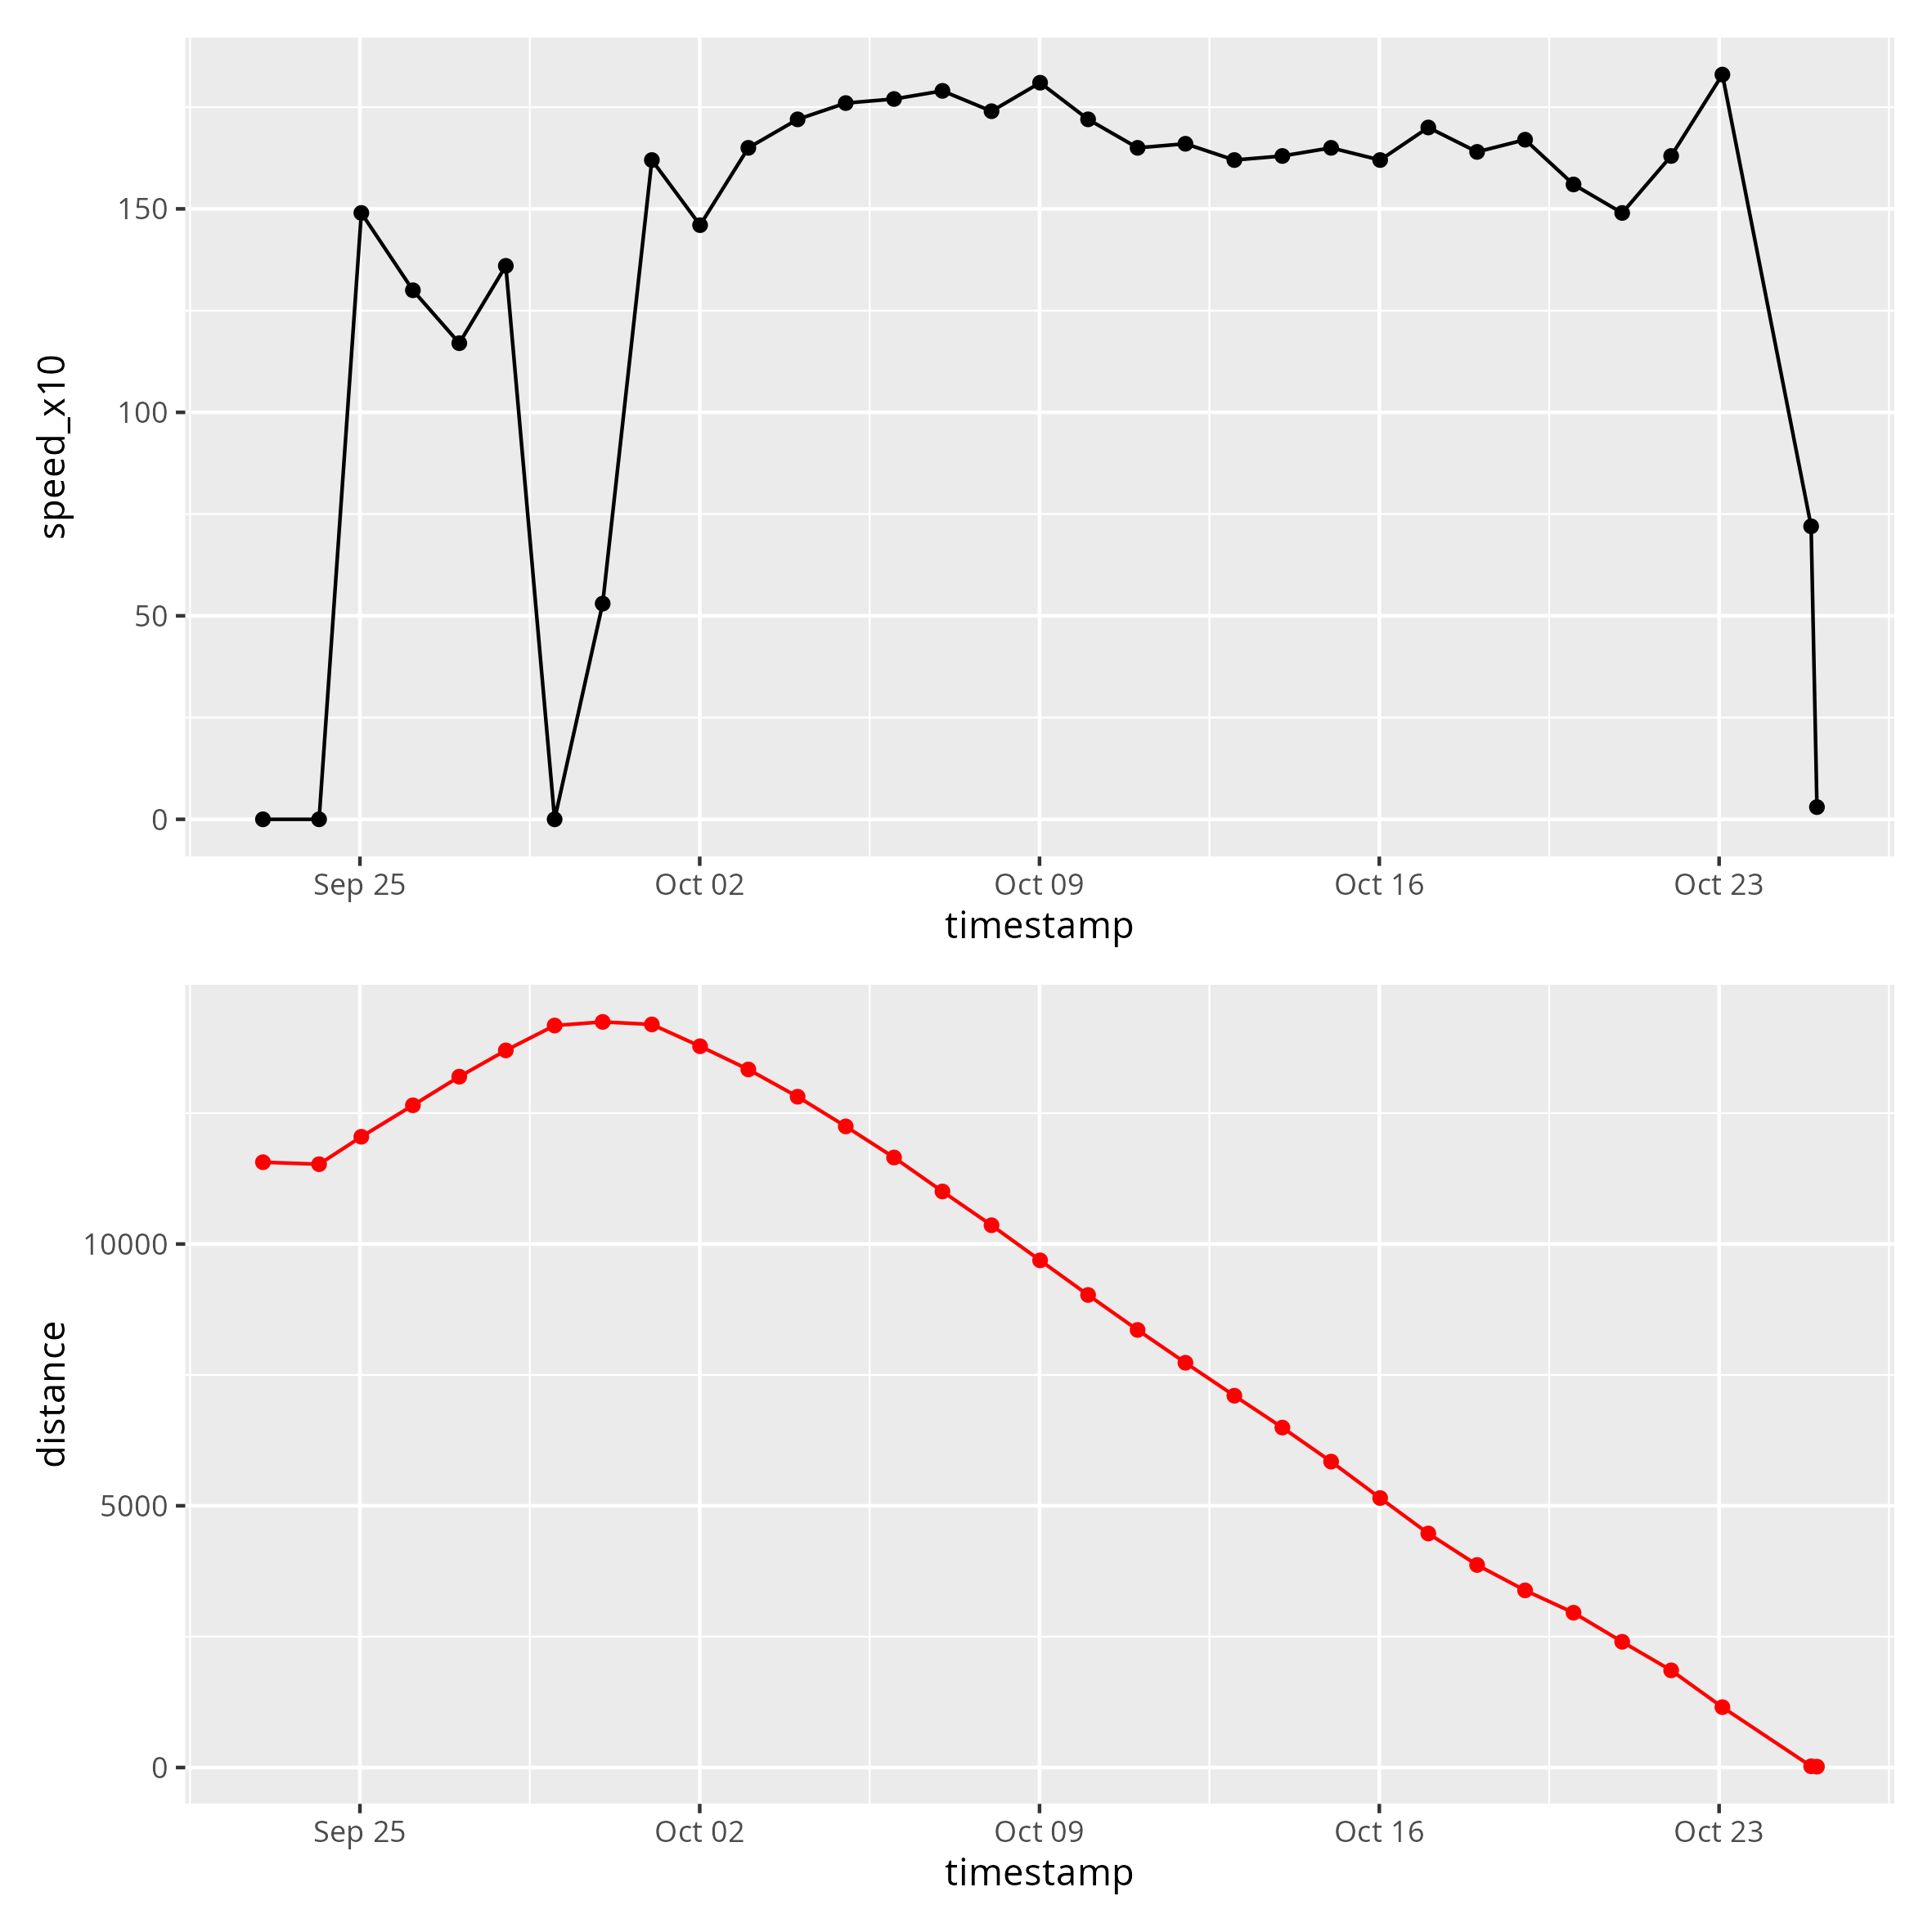 speed_x10
150
100
50
0
Sep 25 Oct 02 Oct 09 Oct 16 Oct 23
timestamp
distance
10000
5000
0
Sep 25 Oct 02 Oct 09 Oct 16 Oct 23
timestamp